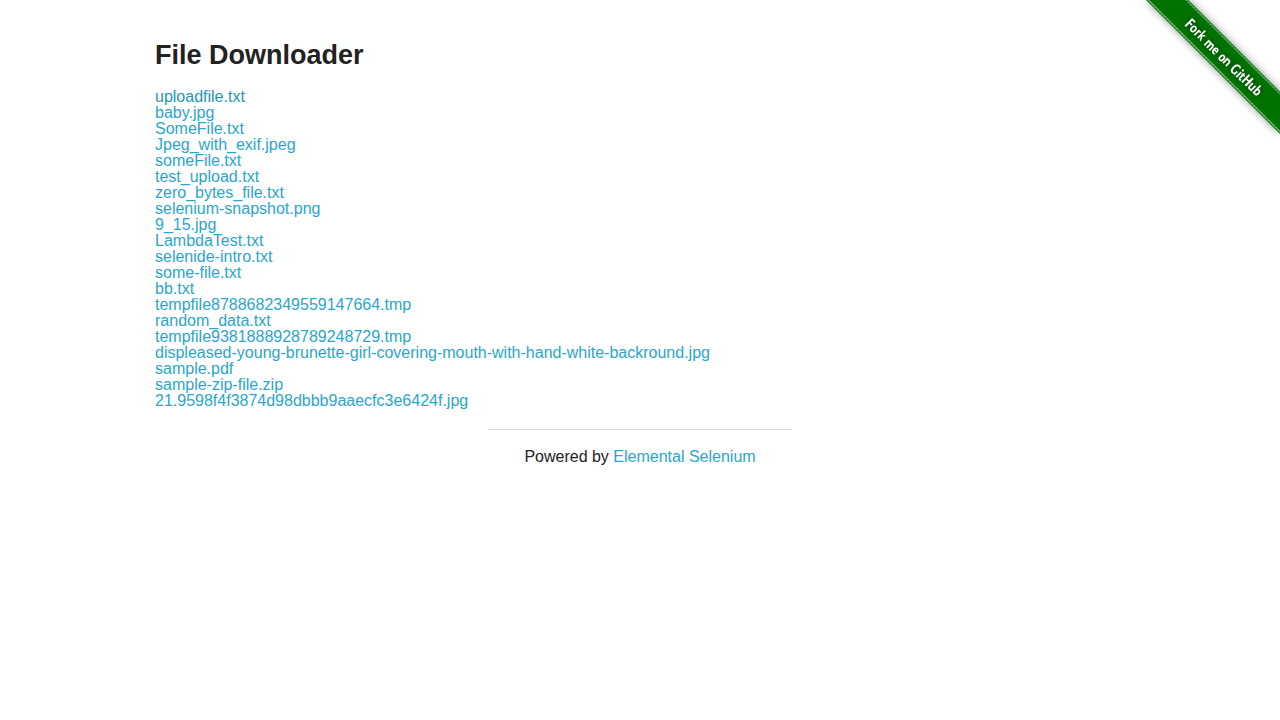 File Downloader
Fork me on GitHub
uploadfile.txt
baby.jpg
SomeFile.txt
Jpeg_with_exif.jpeg
someFile.txt
test_upload.txt
zero_bytes_file.txt
selenium-snapshot.png
9_15.jpg
LambdaTest.txt
selenide-intro.txt
some-file.txt
bb.txt
tempfile8788682349559147664.tmp
random_data.txt
tempfile9381888928789248729.tmp
displeased-young-brunette-girl-covering-mouth-with-hand-white-backround.jpg
sample.pdf
sample-zip-file.zip
21.9598f4f3874d98dbbb9aaecfc3e6424f.jpg
Powered by Elemental Selenium